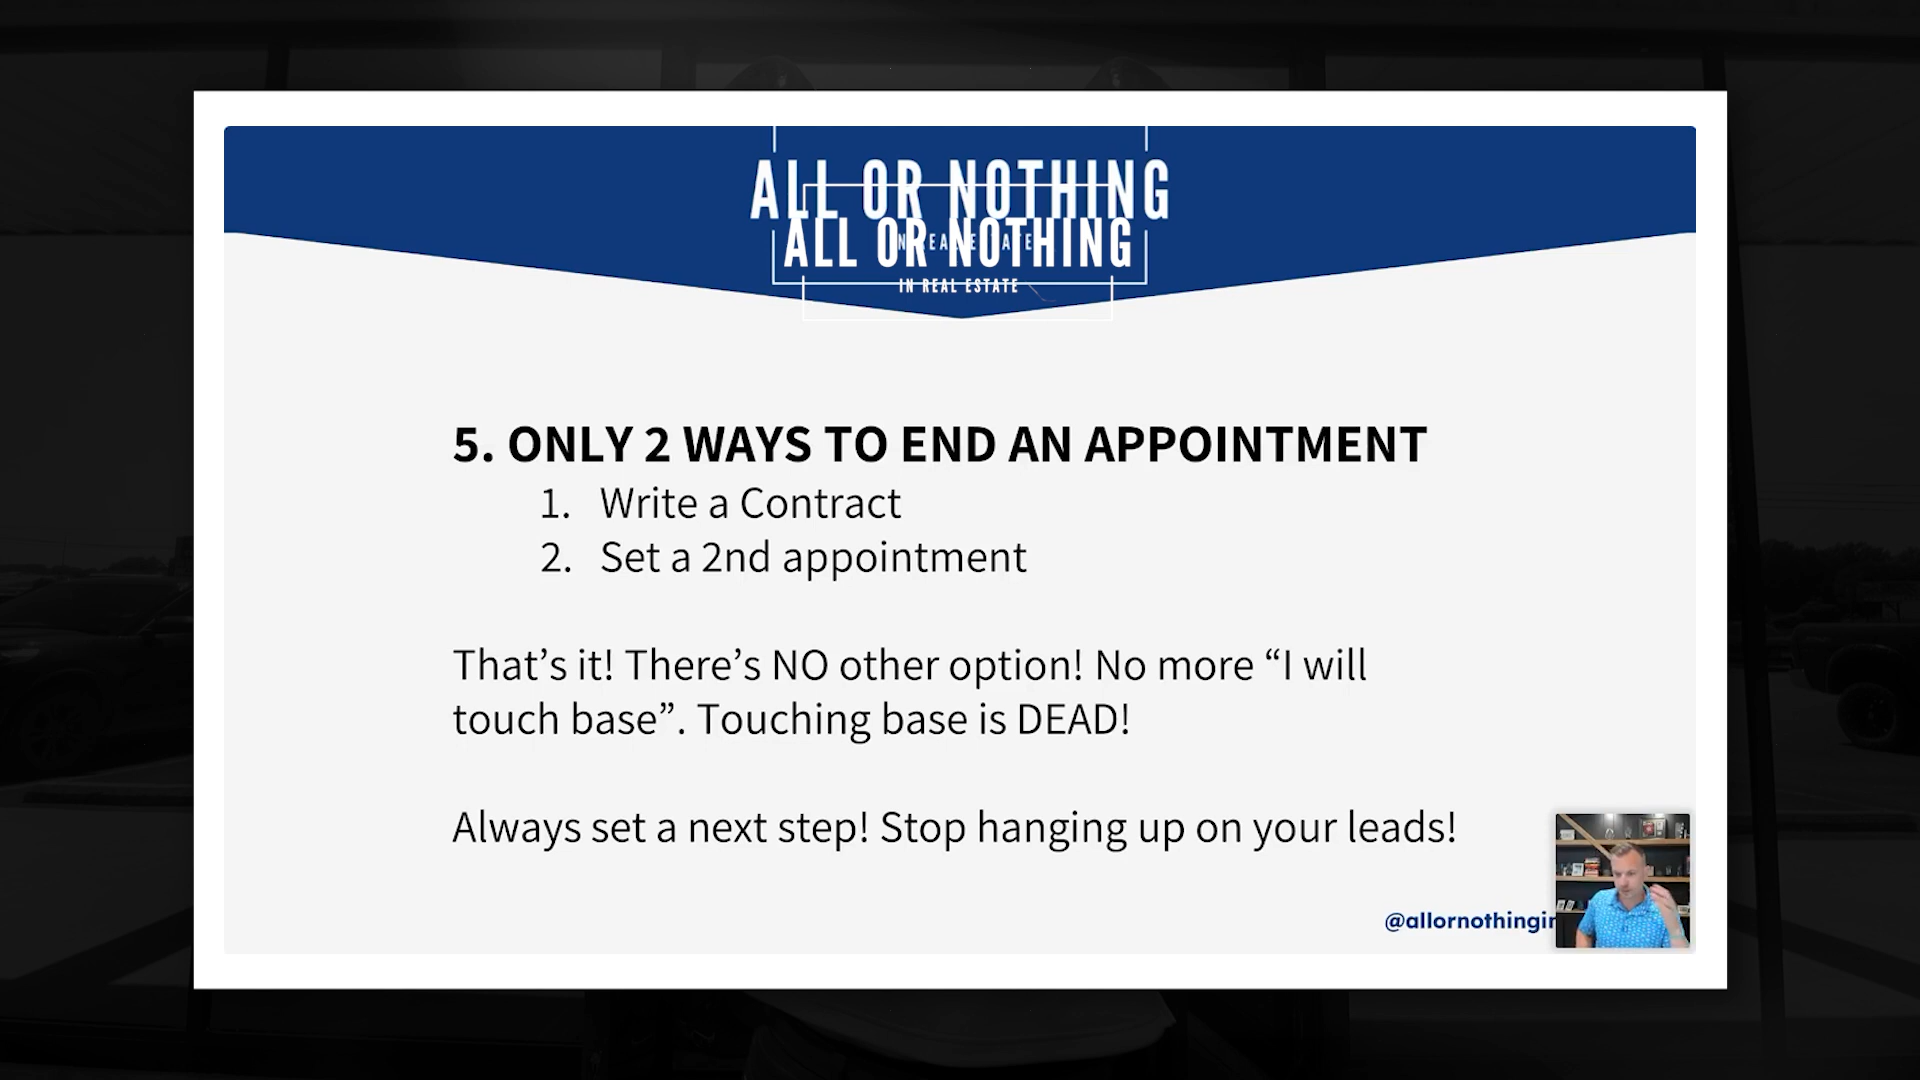 ALL OR NOTHING
ALL OR NOTHING
IN REAL ESTATE
5. ONLY 2 WAYS TO END AN APPOINTMENT
1. Write a Contract
2. Set a 2nd appointment
That’s it! There’s NO other option! No more “I will
touch base”. Touching base is DEAD!
Always set a next step! Stop hanging up on your leads!
@allornothingin